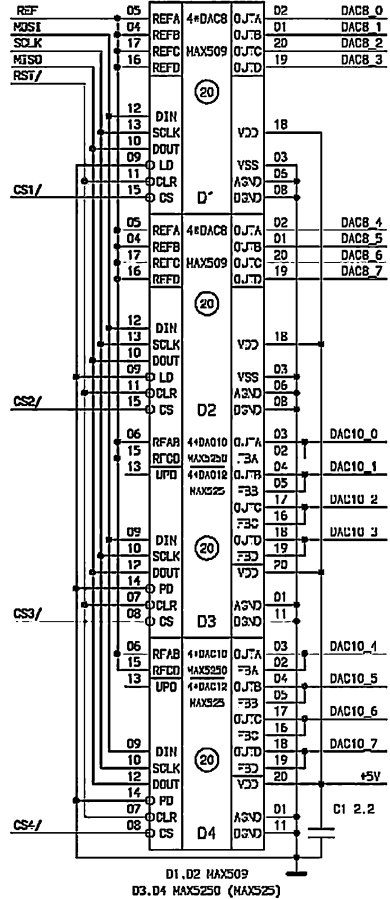 REF 05 REFA 4*DAC8 OUTA 02 DAC8_0
MOSI 04 REFB MAX509 OUTB 01 DAC8_1
SCLK 17 REFC OUTC 20 DAC8_2
MISO 16 REFD OUTD 19 DAC8_3
RST/ 20
12 DIN
13 SCLK VDD 18
10 DOUT
09 LD VSS 03
11 CLR AGND 06
CS1/ 15 CS D1 DGND 08
05 REFA 4*DAC8 OUTA 02 DAC8_4
04 REFB MAX509 OUTB 01 DAC8_5
17 REFC OUTC 20 DAC8_6
16 REFD OUTD 19 DAC8_7
20
12 DIN
13 SCLK VDD 18
10 DOUT
09 LD VSS 03
11 CLR AGND 06
CS2/ 15 CS D2 DGND 08
06 RFAB 4*DAC10 OUTA 03 DAC10_0
15 RFCD MAX5250 FBA 02
13 UPO 4*DAC12 OUTB 04 DAC10_1
MAX525 FBB 05
OUTC 17 DAC10_2
FBC 16
09 DIN 20 OUTD 18 DAC10_3
10 SCLK FBD 19
12 DOUT VDD 20
14 PD
07 CLR AGND 01
CS3/ 08 CS D3 DGND 11
06 RFAB 4*DAC10 OUTA 03 DAC10_4
15 RFCD MAX5250 FBA 02
13 UPO 4*DAC12 OUTB 04 DAC10_5
MAX525 FBB 05
OUTC 17 DAC10_6
FBC 16
09 DIN 20 OUTD 18 DAC10_7
10 SCLK FBD 19
12 DOUT VDD 20 +5V
14 PD
07 CLR AGND 01 C1 2.2
CS4/ 08 CS D4 DGND 11
D1,D2 MAX509
D3,D4 MAX5250 (MAX525)